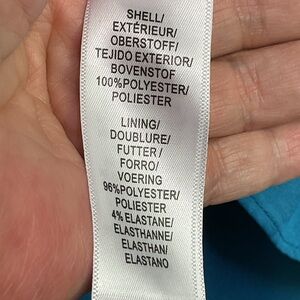 SHELL/
EXTÉRIEUR/
OBERSTOFF/
TEJIDO EXTERIOR/
BOVENSTOF
100%POLYESTER/
POLIESTER
LINING/
DOUBLURE/
FUTTER/
FORRO/
VOERING
96%POLYESTER/
POLIESTER
4% ELASTANE/
ELASTHANNE/
ELASTHAN/
ELASTANO